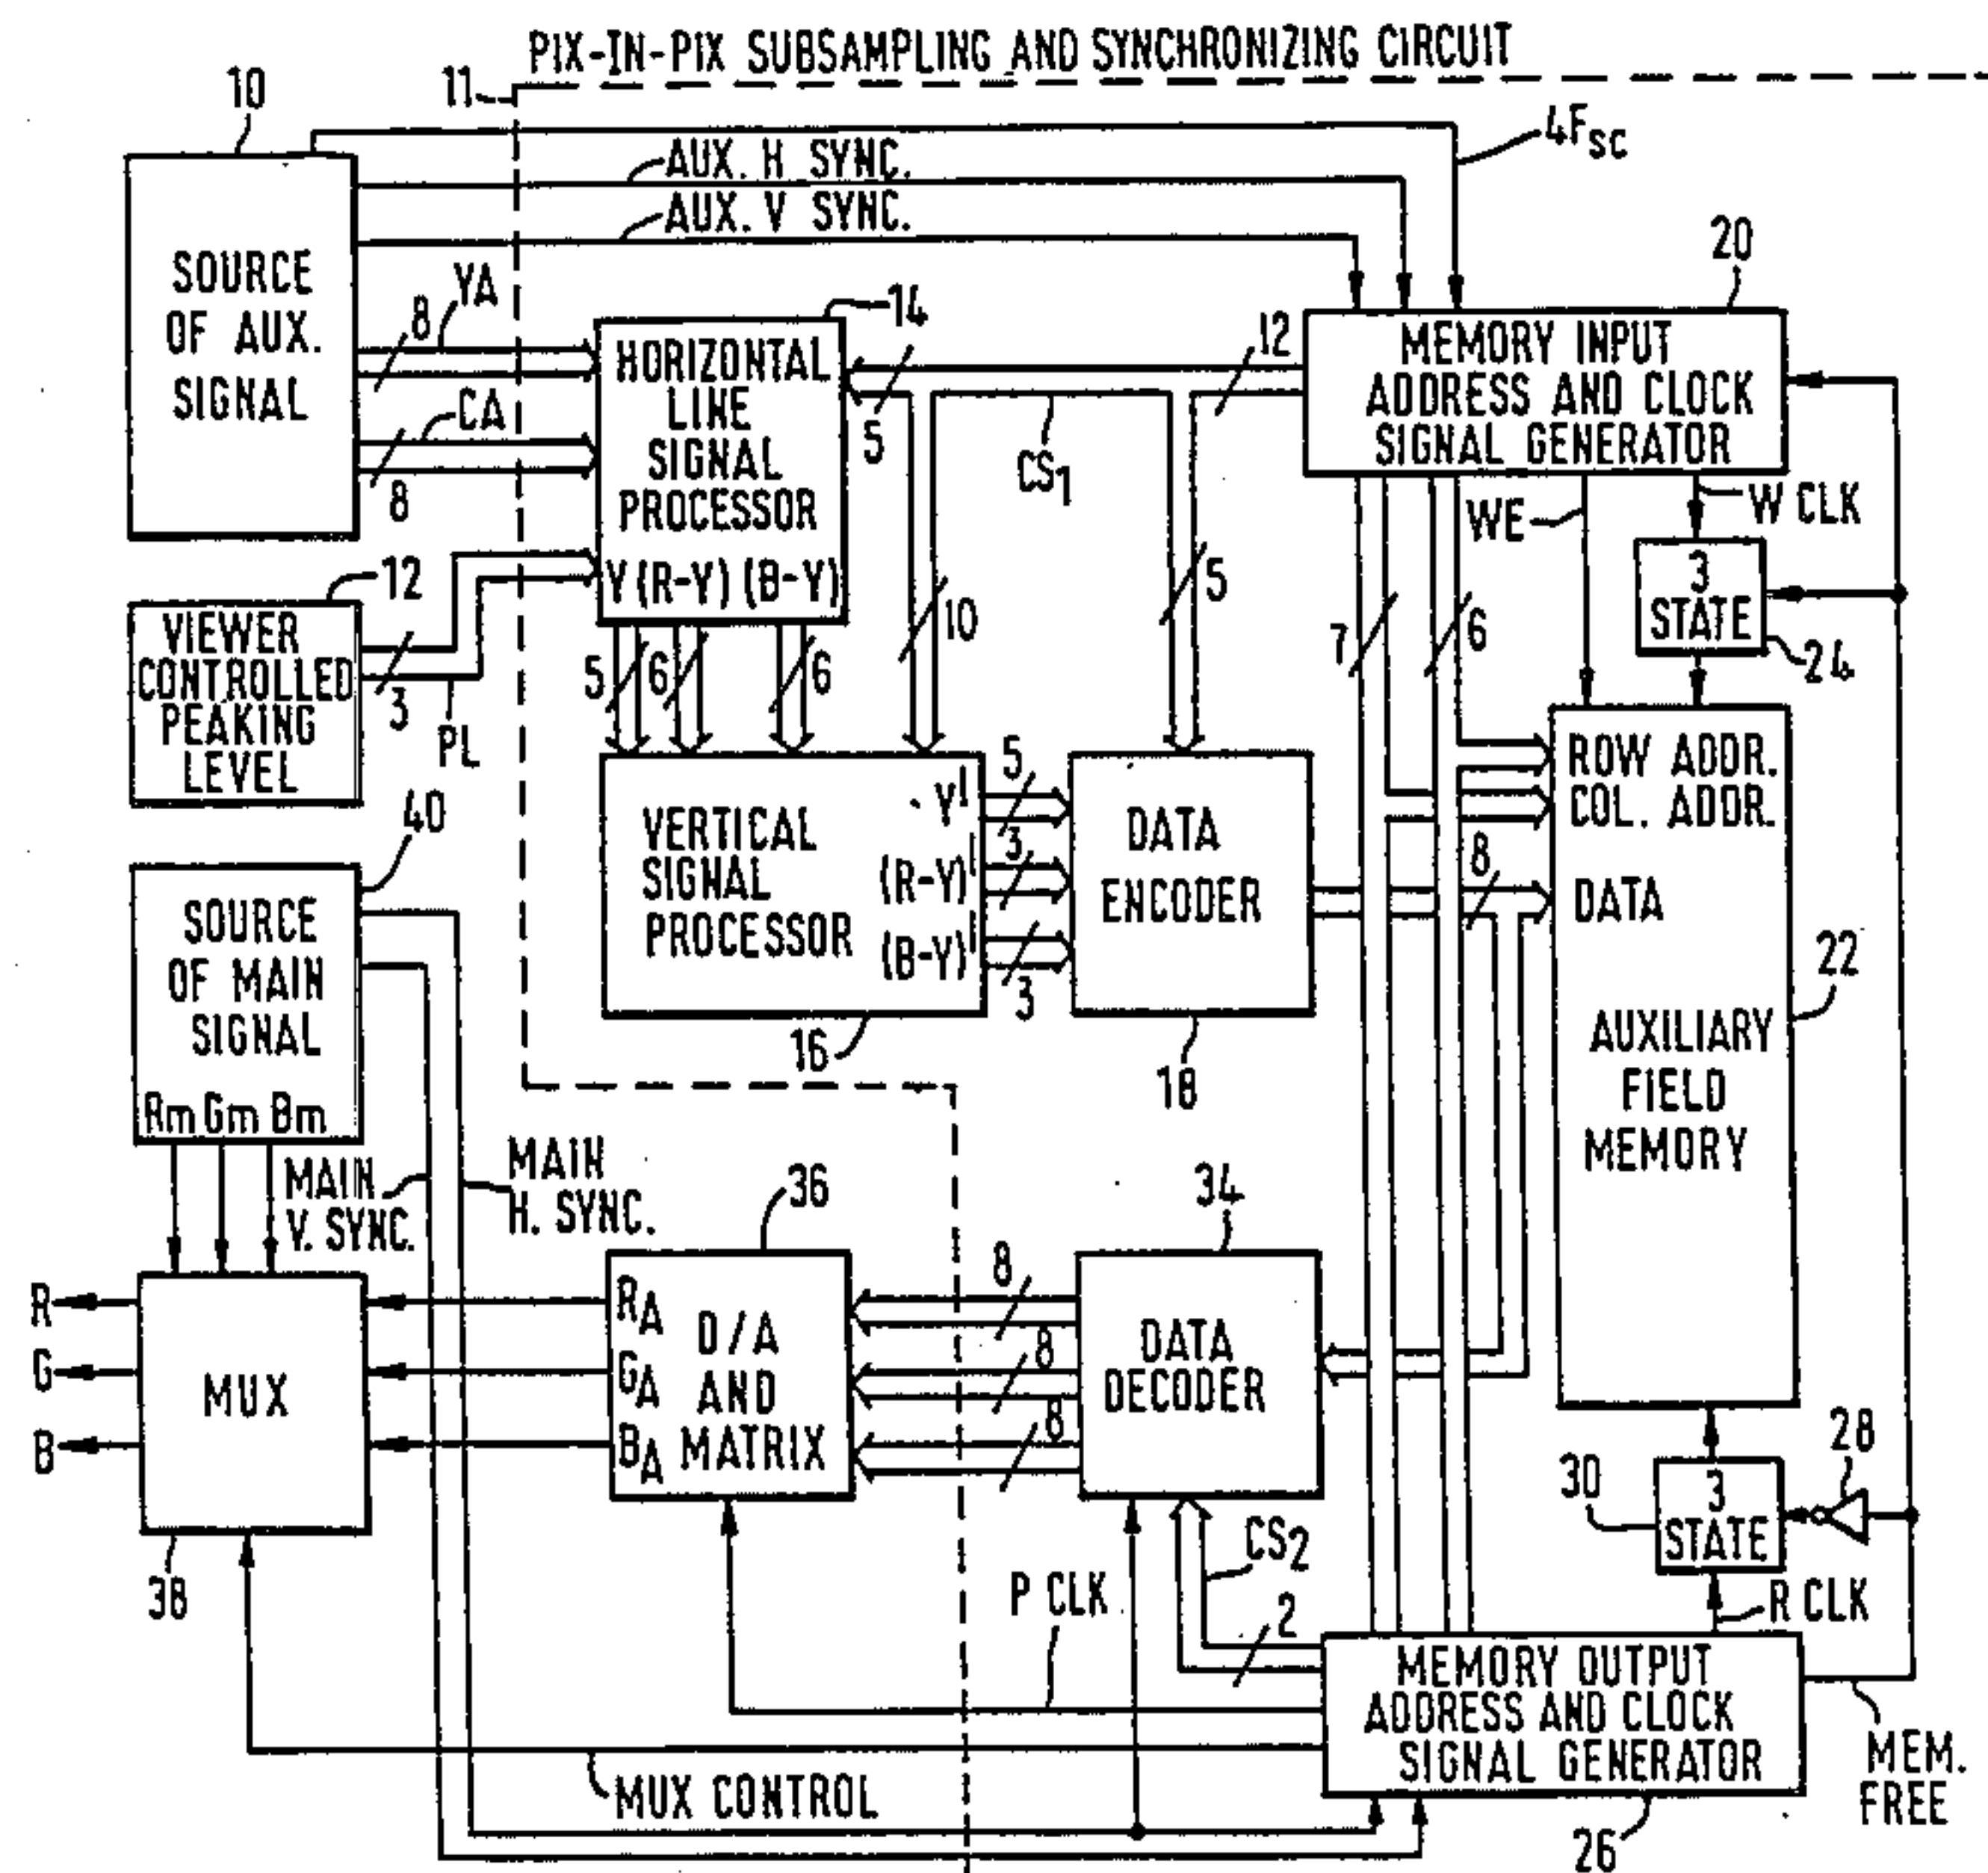 PIX-IN-PIX SUBSAMPLING AND SYNCHRONIZING CIRCUIT
11
10
4FSC
AUX. H SYNC.
AUX. V SYNC.
SOURCE
OF AUX.
SIGNAL
YA
8
CA
8
14
HORIZONTAL
LINE
SIGNAL
PROCESSOR
Y (R-Y) (B-Y)
5
12
CS1
20
MEMORY INPUT
ADDRESS AND CLOCK
SIGNAL GENERATOR
WE
W CLK
3
STATE
24
12
VIEWER
CONTROLLED
PEAKING
LEVEL
3
PL
5
6
6
10
5
7
6
VERTICAL
SIGNAL
PROCESSOR
Y'
(R-Y)'
(B-Y)'
16
5
3
3
DATA
ENCODER
18
ROW ADDR.
COL. ADDR.
8
DATA
AUXILIARY
FIELD
MEMORY
22
40
SOURCE
OF MAIN
SIGNAL
Rm Gm Bm
MAIN
V. SYNC.
MAIN
H. SYNC.
R
G
B
MUX
38
36
RA
GA
BA
D/A
AND
MATRIX
8
8
8
34
DATA
DECODER
28
30
3
STATE
R CLK
P CLK
CS2
2
MEMORY OUTPUT
ADDRESS AND CLOCK
SIGNAL GENERATOR
26
MEM.
FREE
MUX CONTROL